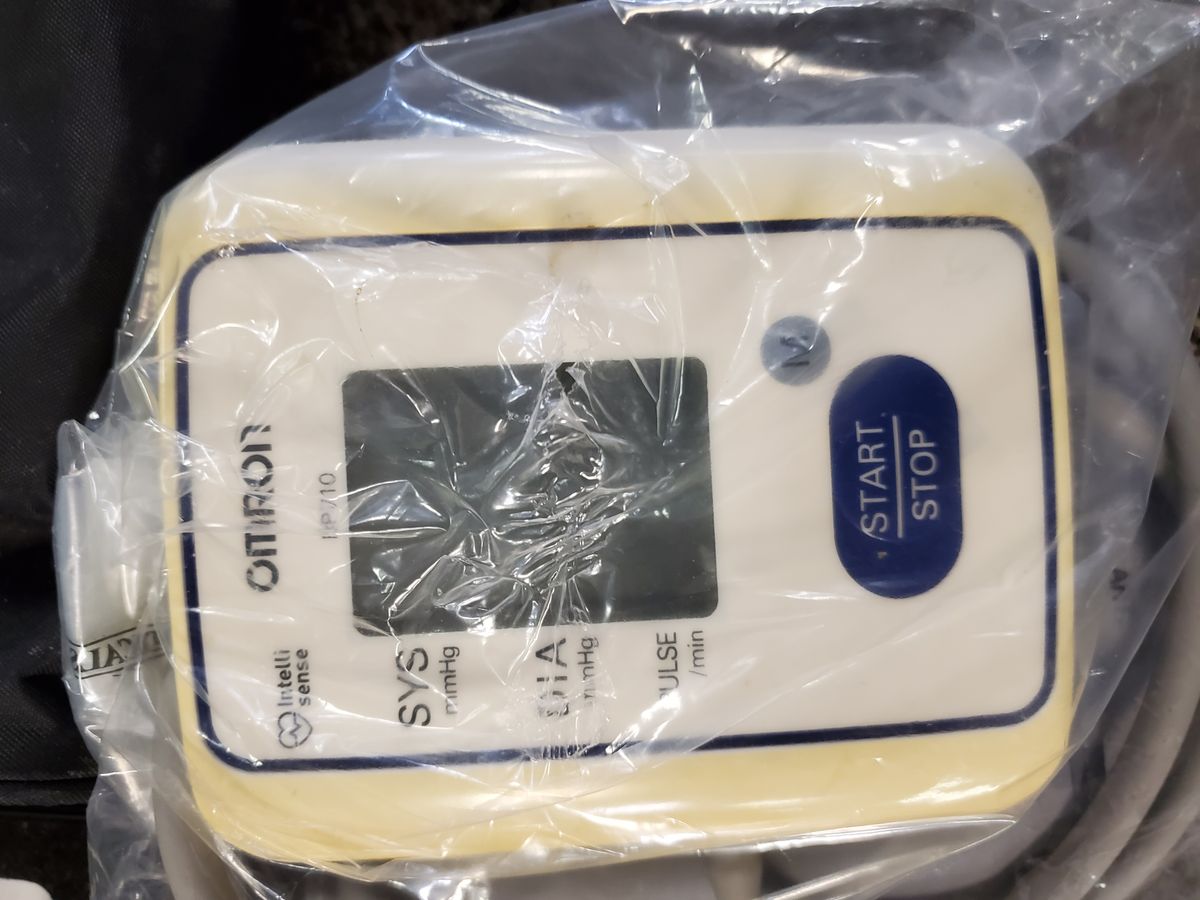 OMRON
Intelli
sense
SYS
mmHg
DIA
mmHg
PULSE
/min
START
STOP